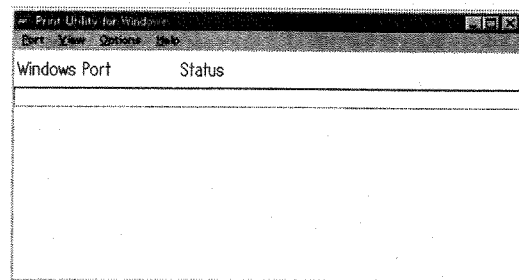 Print Utility for Windows
Port View Options Help
Windows Port Status